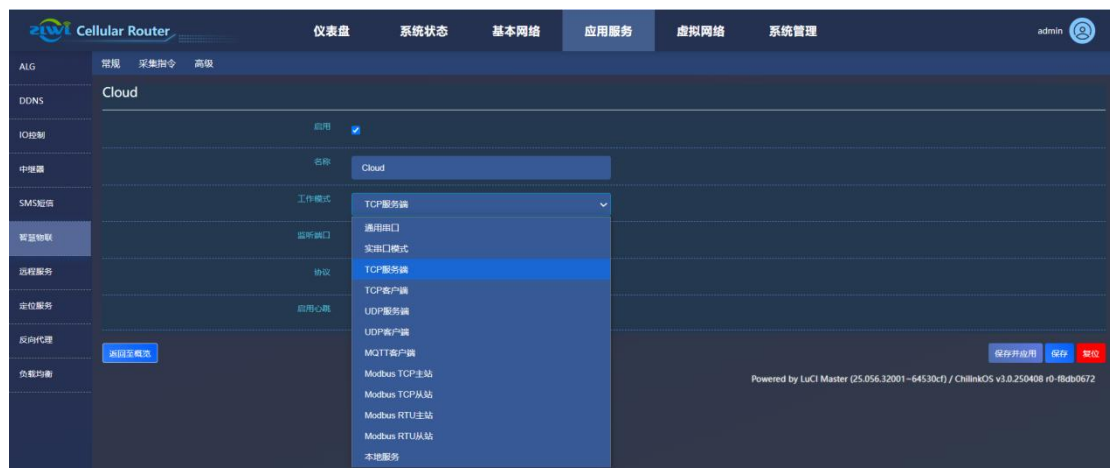 ZLWL Cellular Router
仪表盘 系统状态 基本网络 应用服务 虚拟网络 系统管理 admin
常规 采集指令 高级
ALG
DDNS
IO控制
中继器
SMS短信
智慧物联
远程服务
定位服务
反向代理
负载均衡
Cloud
启用
名称 Cloud
工作模式 TCP服务端
监听端口
协议
启用心跳
通用串口
实串口模式
TCP服务端
TCP客户端
UDP服务端
UDP客户端
MQTT客户端
Modbus TCP主站
Modbus TCP从站
Modbus RTU主站
Modbus RTU从站
本地服务
返回至概览 保存并应用 保存 复位
Powered by LuCI Master (25.056.32001~64530cf) / ChilinkOS v3.0.250408 r0-f8db0672